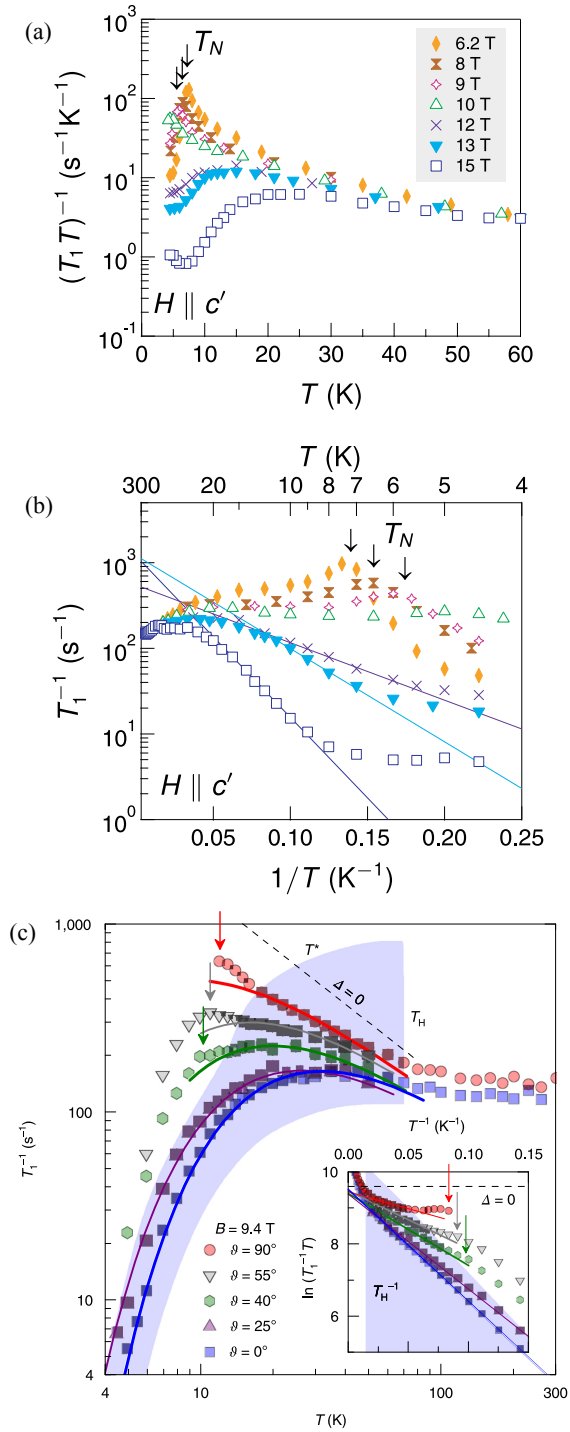 (a)
T_N
6.2 T
8 T
9 T
10 T
12 T
13 T
15 T
10^3
10^2
10^1
10^0
10^-1
(T_1 T)^-1 (s^-1K^-1)
H || c′
0 10 20 30 40 50 60
T (K)
(b)
T (K)
300 20 10 8 7 6 5 4
T_N
10^3
10^2
10^1
10^0
T_1^-1 (s^-1)
H || c′
0.05 0.10 0.15 0.20 0.25
1/T (K^-1)
(c)
1,000
100
10
4
T_1^-1 (s^-1)
T*
Δ = 0
T_H
B = 9.4 T
ϑ = 90°
ϑ = 55°
ϑ = 40°
ϑ = 25°
ϑ = 0°
T^-1 (K^-1)
0.00 0.05 0.10 0.15
10
8
6
ln (T_1^-1 T)
Δ = 0
T_H^-1
4 10 100 300
T (K)